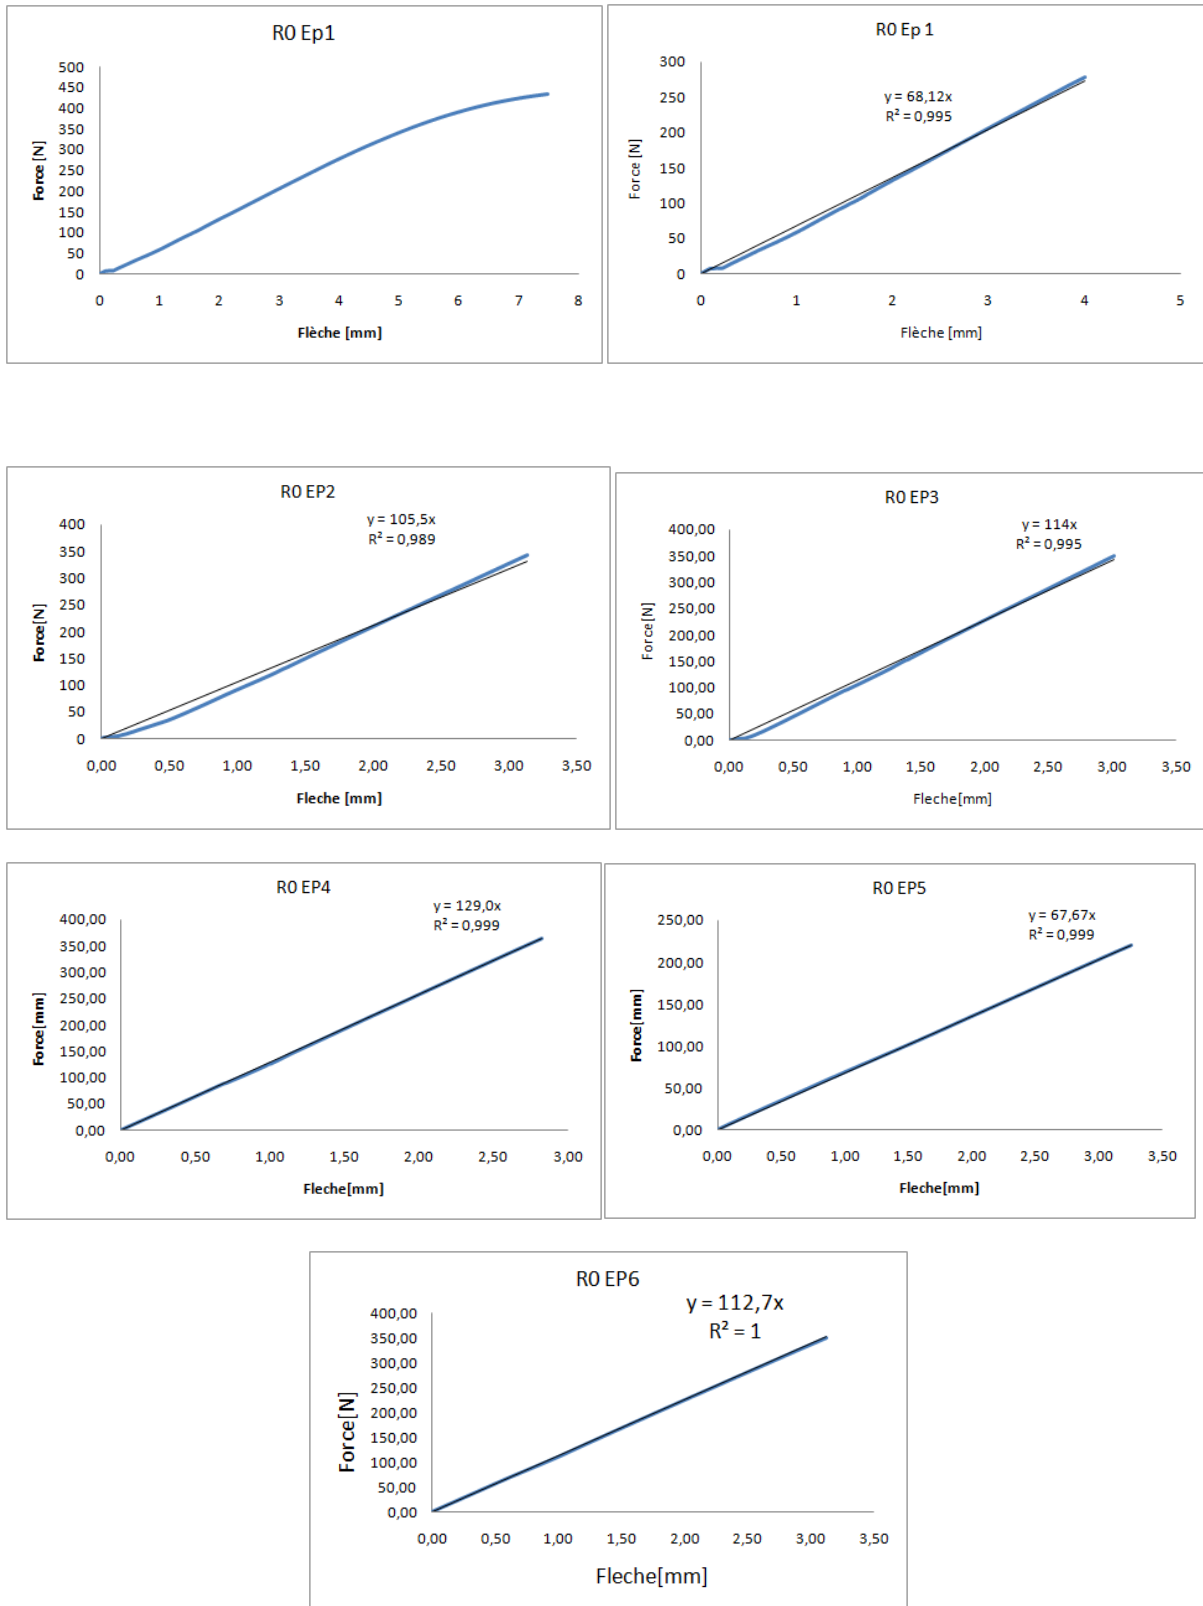 R0 Ep1
500
450
400
350
300
250
200
150
100
50
0
Force [N]
0 1 2 3 4 5 6 7 8
Flèche [mm]
R0 Ep 1
y = 68,12x
R² = 0,995
300
250
200
150
100
50
0
Force [N]
0 1 2 3 4 5
Flèche [mm]
R0 EP2
y = 105,5x
R² = 0,989
400
350
300
250
200
150
100
50
0
Force[N]
0,00 0,50 1,00 1,50 2,00 2,50 3,00 3,50
Fleche [mm]
R0 EP3
y = 114x
R² = 0,995
400,00
350,00
300,00
250,00
200,00
150,00
100,00
50,00
0,00
Force[N]
0,00 0,50 1,00 1,50 2,00 2,50 3,00 3,50
Fleche[mm]
R0 EP4
y = 129,0x
R² = 0,999
400,00
350,00
300,00
250,00
200,00
150,00
100,00
50,00
0,00
Force[mm]
0,00 0,50 1,00 1,50 2,00 2,50 3,00
Fleche[mm]
R0 EP5
y = 67,67x
R² = 0,999
250,00
200,00
150,00
100,00
50,00
0,00
Force[mm]
0,00 0,50 1,00 1,50 2,00 2,50 3,00 3,50
Fleche[mm]
R0 EP6
y = 112,7x
R² = 1
400,00
350,00
300,00
250,00
200,00
150,00
100,00
50,00
0,00
Force[N]
0,00 0,50 1,00 1,50 2,00 2,50 3,00 3,50
Fleche[mm]